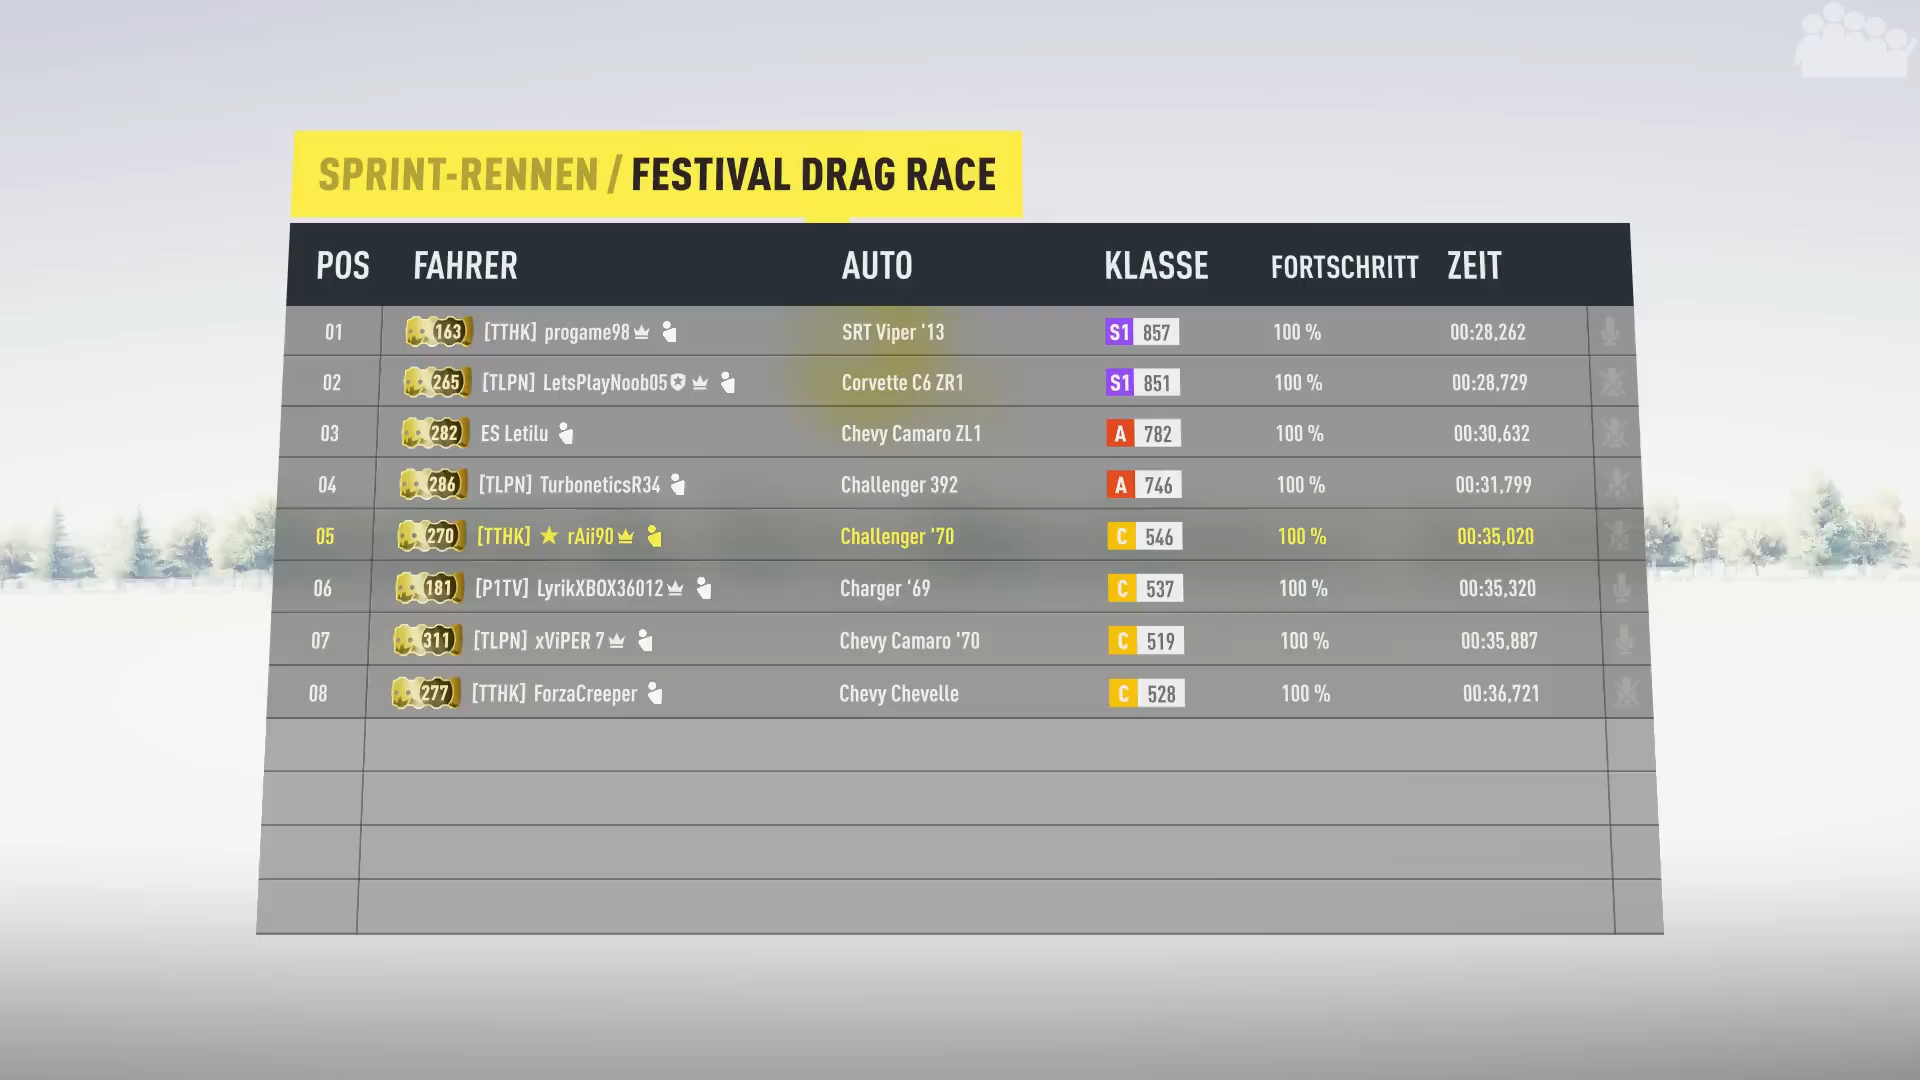 SPRINT-RENNEN / FESTIVAL DRAG RACE
POS FAHRER AUTO KLASSE FORTSCHRITT ZEIT
01 163 [TTHK] progame98 SRT Viper '13 S1 857 100 % 00:28,262
02 265 [TLPN] LetsPlayNoob05 Corvette C6 ZR1 S1 851 100 % 00:28,729
03 282 ES Letilu Chevy Camaro ZL1 A 782 100 % 00:30,632
04 286 [TLPN] TurboneticsR34 Challenger 392 A 746 100 % 00:31,799
05 270 [TTHK] ★ rAii90 Challenger '70 C 546 100 % 00:35,020
06 181 [P1TV] LyrikXBOX36012 Charger '69 C 537 100 % 00:35,320
07 311 [TLPN] xViPER 7 Chevy Camaro '70 C 519 100 % 00:35,887
08 277 [TTHK] ForzaCreeper Chevy Chevelle C 528 100 % 00:36,721